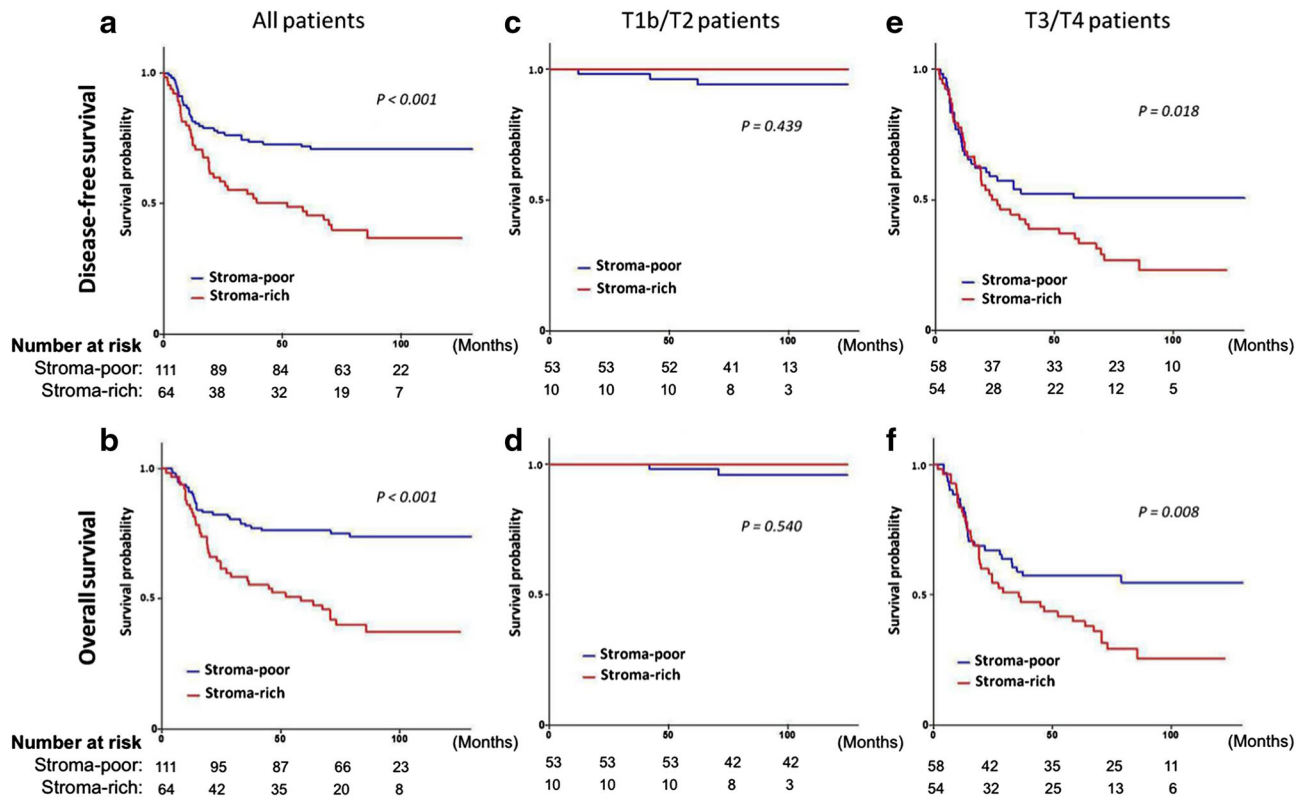 a
All patients
Disease-free survival
Survival probability
1.0
0.5
0
P < 0.001
Stroma-poor
Stroma-rich
0 50 100
(Months)
Number at risk
Stroma-poor: 111 89 84 63 22
Stroma-rich: 64 38 32 19 7
c
T1b/T2 patients
Survival probability
1.0
0.5
0
P = 0.439
Stroma-poor
Stroma-rich
0 50 100
(Months)
53 53 52 41 13
10 10 10 8 3
e
T3/T4 patients
Survival probability
1.0
0.5
0
P = 0.018
Stroma-poor
Stroma-rich
0 50 100
(Months)
58 37 33 23 10
54 28 22 12 5
b
Overall survival
Survival probability
1.0
0.5
0
P < 0.001
Stroma-poor
Stroma-rich
0 50 100
(Months)
Number at risk
Stroma-poor: 111 95 87 66 23
Stroma-rich: 64 42 35 20 8
d
Survival probability
1.0
0.5
0
P = 0.540
Stroma-poor
Stroma-rich
0 50 100
(Months)
53 53 53 42 42
10 10 10 8 3
f
Survival probability
1.0
0.5
0
P = 0.008
Stroma-poor
Stroma-rich
0 50 100
(Months)
58 42 35 25 11
54 32 25 13 6